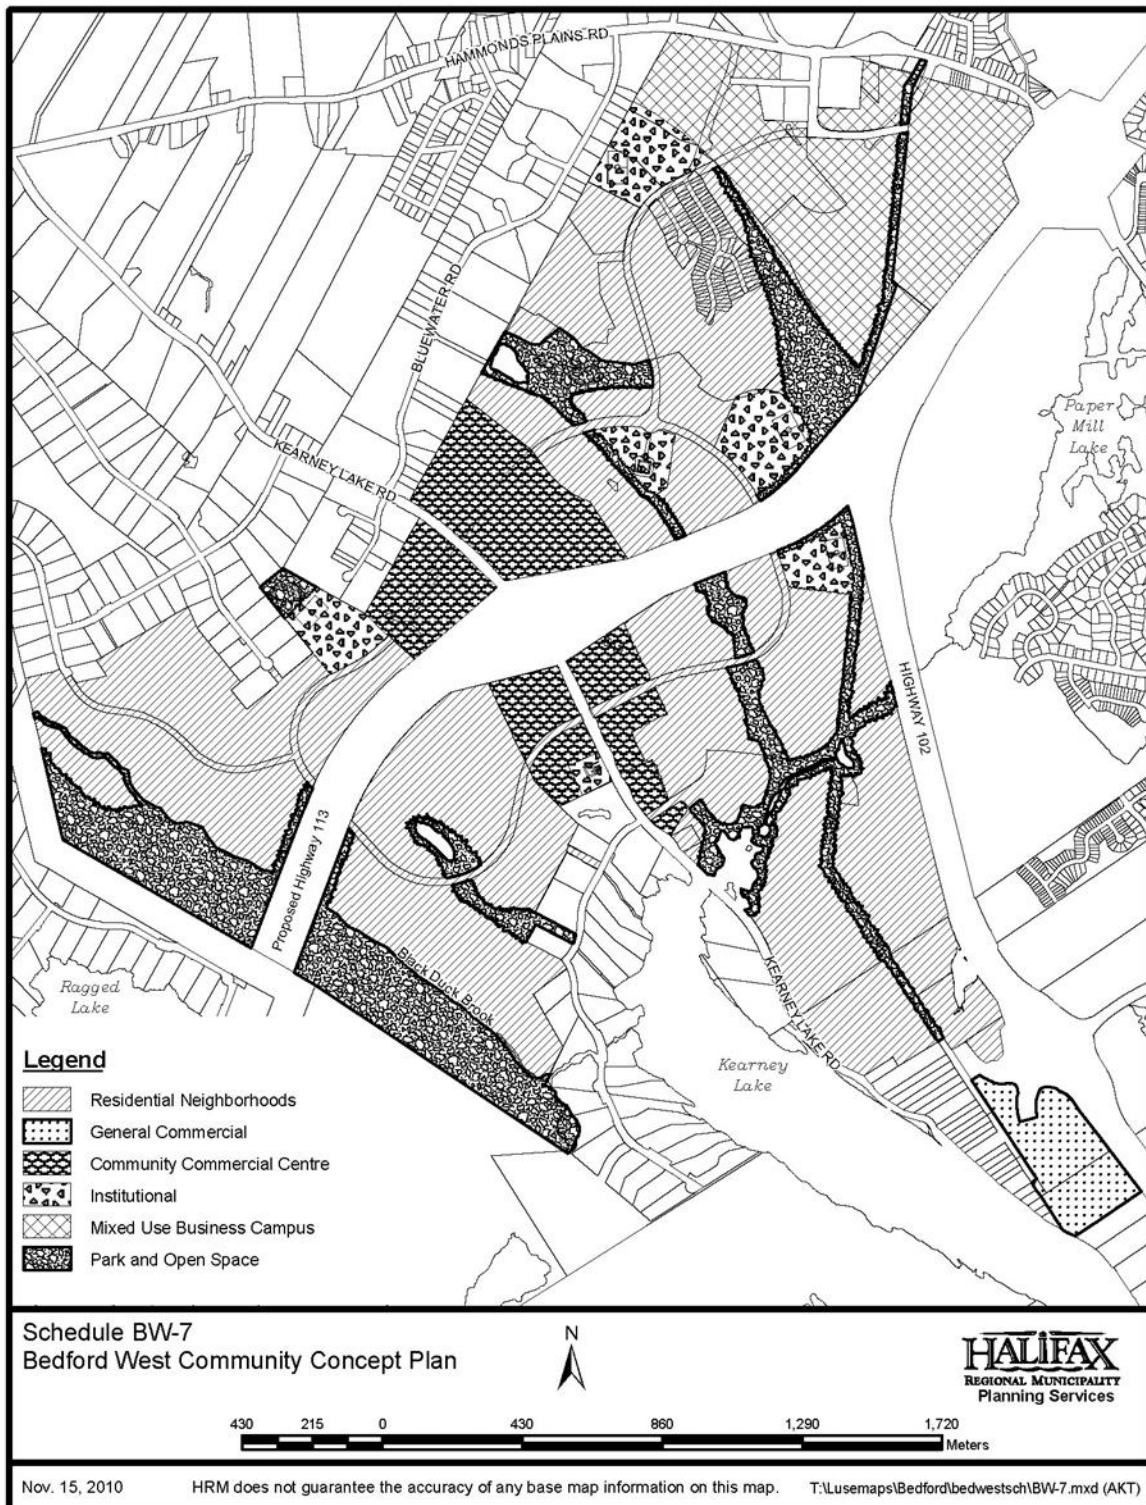 HAMMONDS PLAINS RD
BLUEWATER RD
Paper
Mill
Lake
KEARNEY LAKE RD
HIGHWAY 102
Proposed Highway 113
Black Duck Brook
Ragged
Lake
KEARNEY LAKE RD
Kearney
Lake
Legend
Residential Neighborhoods
General Commercial
Community Commercial Centre
Institutional
Mixed Use Business Campus
Park and Open Space
Schedule BW-7
Bedford West Community Concept Plan
N
HALIFAX
REGIONAL MUNICIPALITY
Planning Services
430 215 0 430 860 1,290 1,720
Meters
Nov. 15, 2010 HRM does not guarantee the accuracy of any base map information on this map. T:\Lusemaps\Bedford\bedwestsch\BW-7.mxd (AKT)